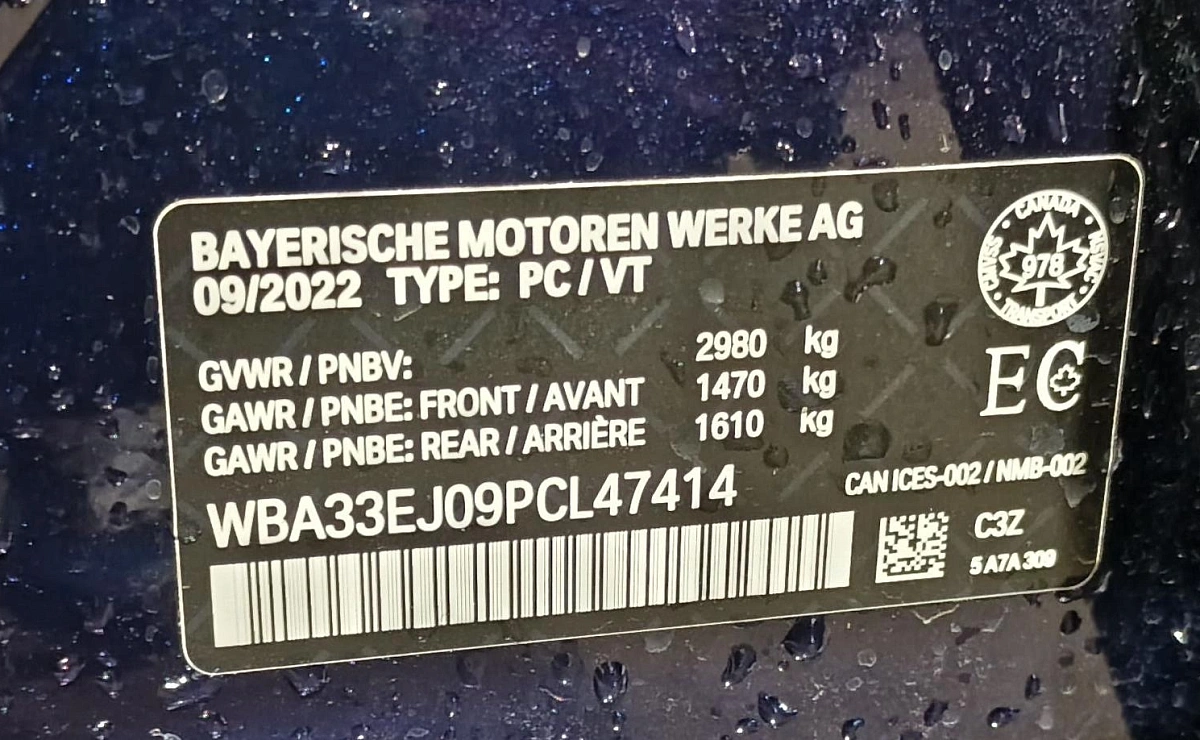 BAYERISCHE MOTOREN WERKE AG
09/2022 TYPE: PC / VT
CANADA
CMVSS 978 NSVAC
TRANSPORT
GVWR / PNBV: 2980 kg
GAWR / PNBE: FRONT / AVANT 1470 kg
GAWR / PNBE: REAR / ARRIÈRE 1610 kg
EC
WBA33EJ09PCL47414
CAN ICES-002 / NMB-002
C3Z
5 A7A 309